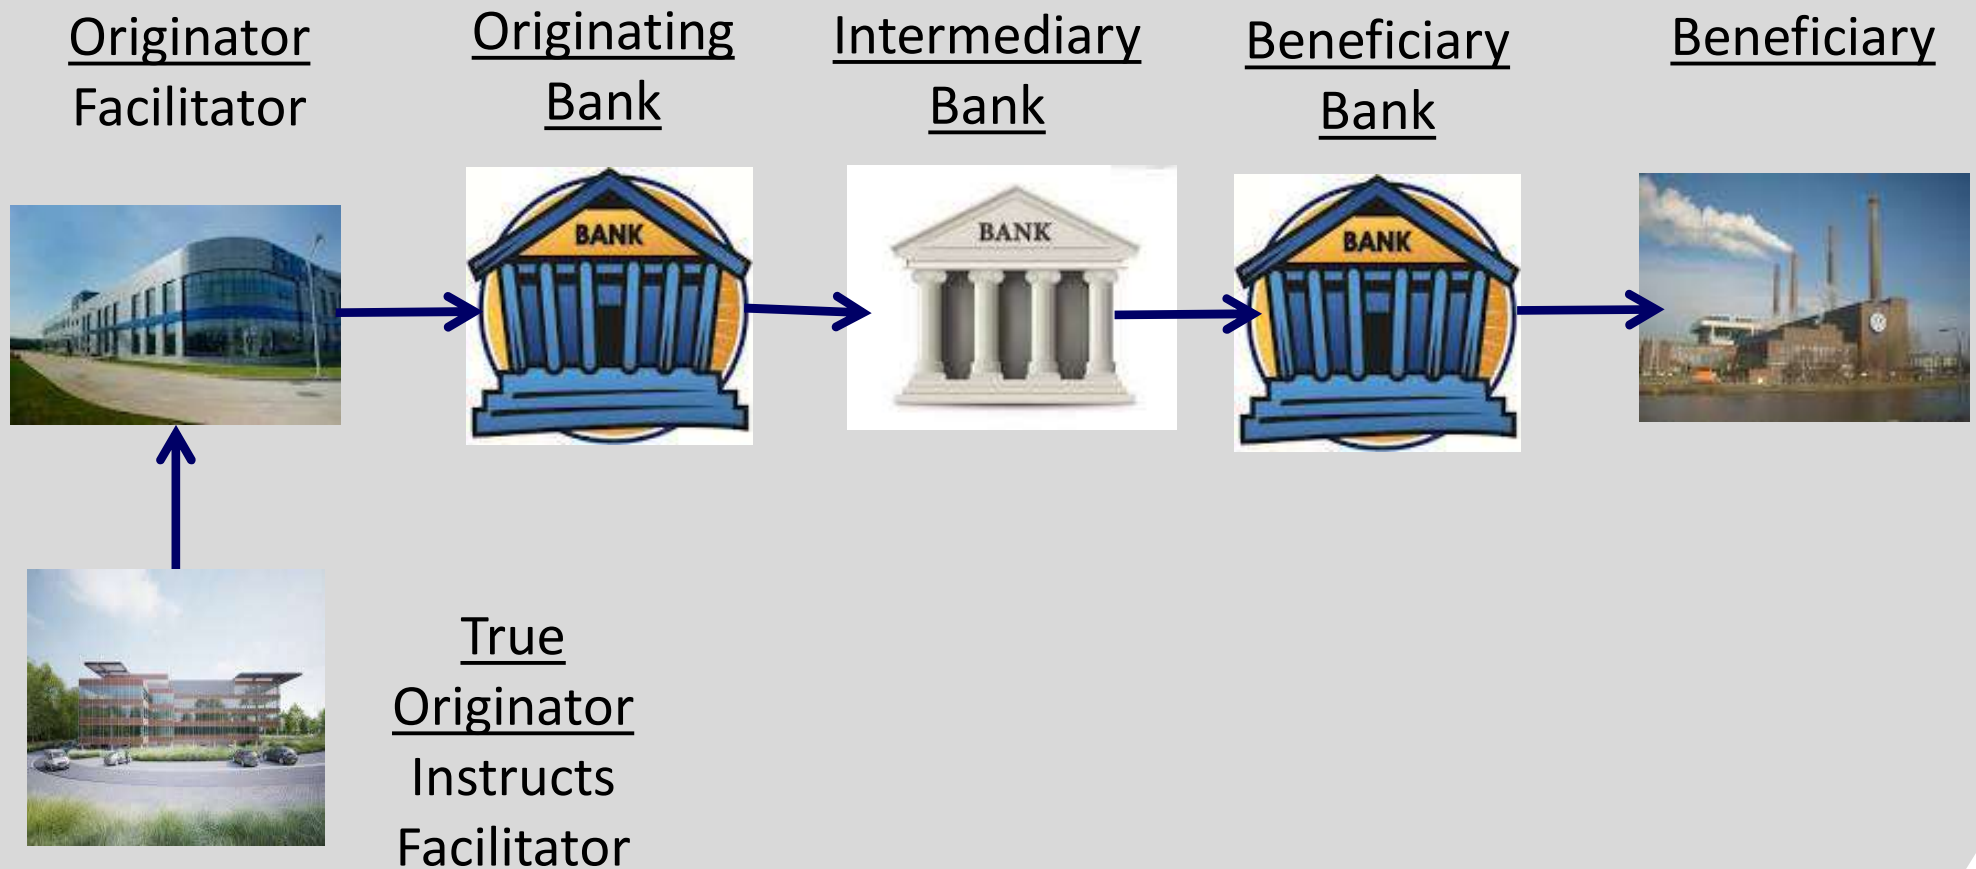 Originator
Facilitator
Originating
Bank
Intermediary
Bank
Beneficiary
Bank
Beneficiary
BANK
BANK
BANK
True
Originator
Instructs
Facilitator